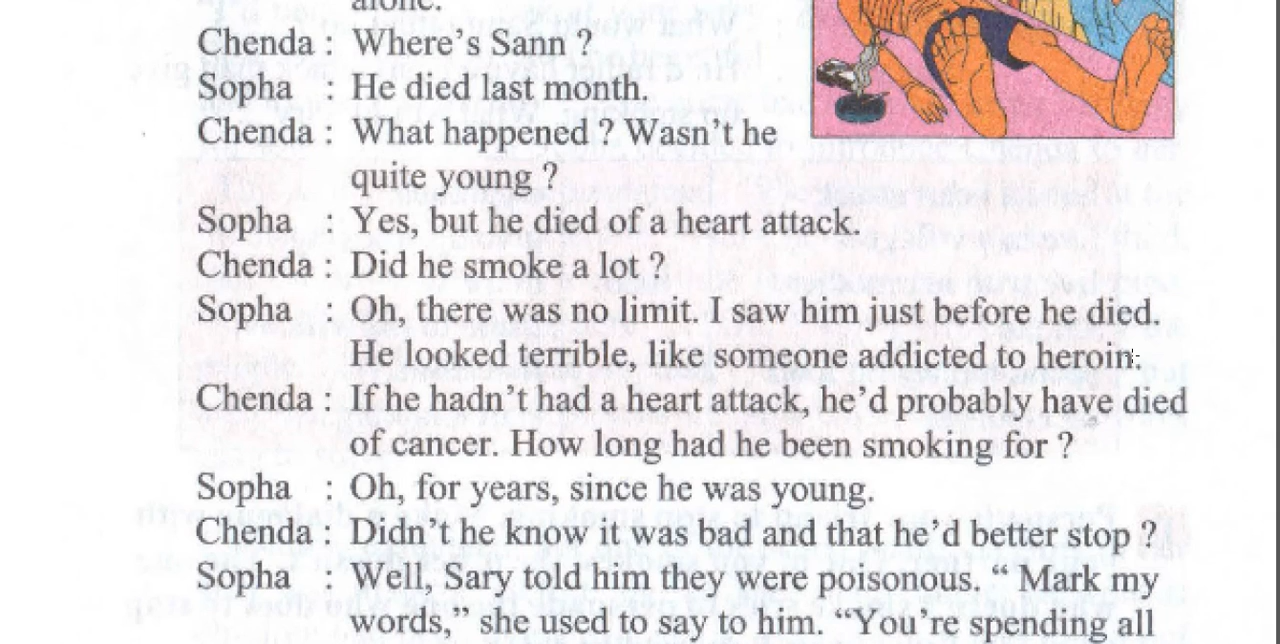 alone.
Chenda : Where's Sann ?
Sopha : He died last month.
Chenda : What happened ? Wasn't he
quite young ?
Sopha : Yes, but he died of a heart attack.
Chenda : Did he smoke a lot ?
Sopha : Oh, there was no limit. I saw him just before he died.
He looked terrible, like someone addicted to heroin.
Chenda : If he hadn't had a heart attack, he'd probably have died
of cancer. How long had he been smoking for ?
Sopha : Oh, for years, since he was young.
Chenda : Didn't he know it was bad and that he'd better stop ?
Sopha : Well, Sary told him they were poisonous. “ Mark my
words,” she used to say to him. “You're spending all